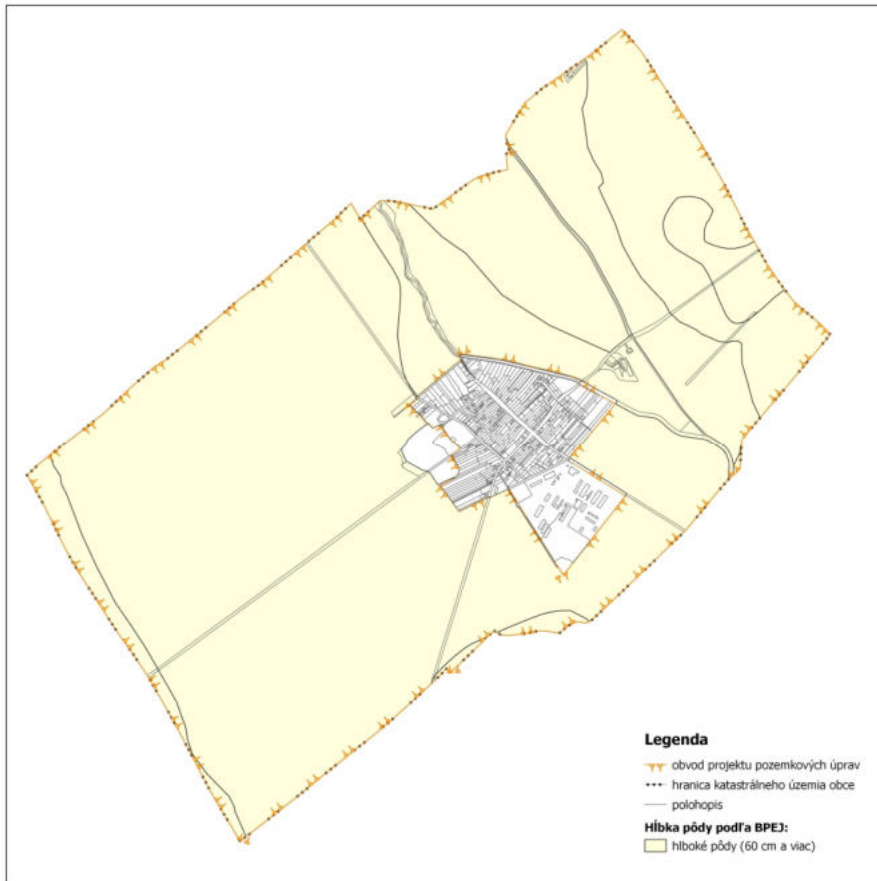 Legenda
obvod projektu pozemkových úprav
hranica katastrálneho územia obce
polohopis
Hĺbka pôdy podľa BPEJ:
hlboké pôdy (60 cm a viac)